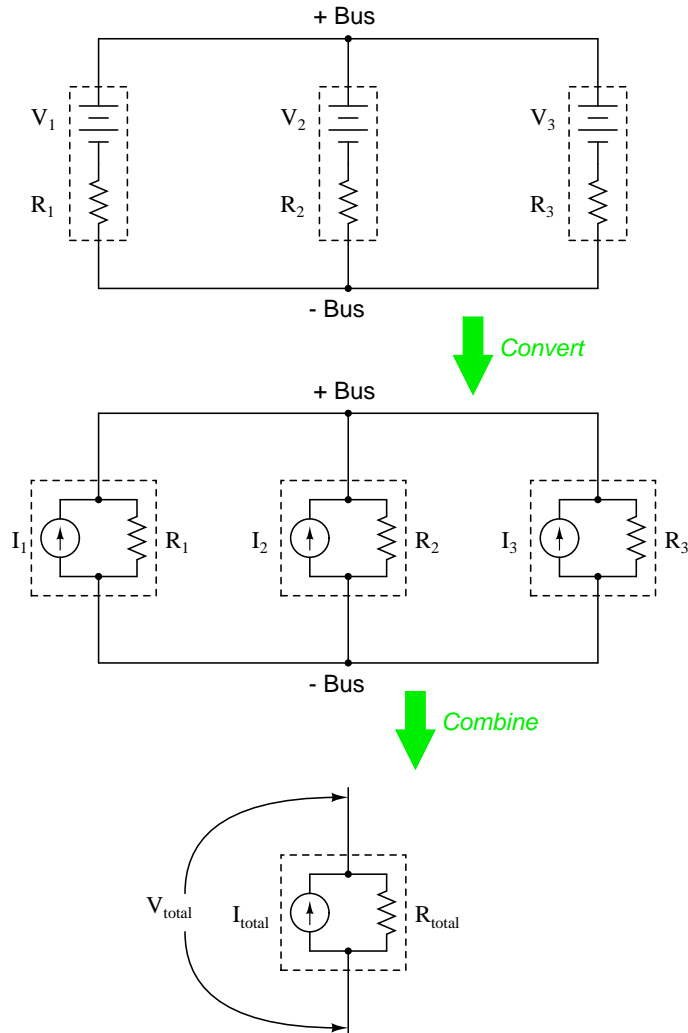 + Bus
V1 V2 V3
R1 R2 R3
- Bus
Convert
+ Bus
I1 R1 I2 R2 I3 R3
- Bus
Combine
Vtotal Itotal Rtotal